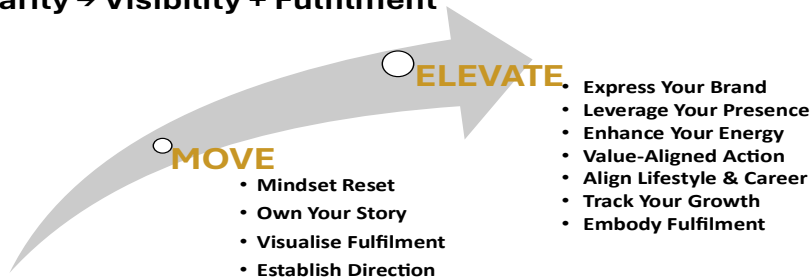 → Visibility + Fulfilment
ELEVATE
• Express Your Brand
• Leverage Your Presence
• Enhance Your Energy
• Value-Aligned Action
• Align Lifestyle & Career
• Track Your Growth
• Embody Fulfilment
MOVE
• Mindset Reset
• Own Your Story
• Visualise Fulfilment
• Establish Direction